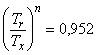 (T_r / T_x)^n = 0,952